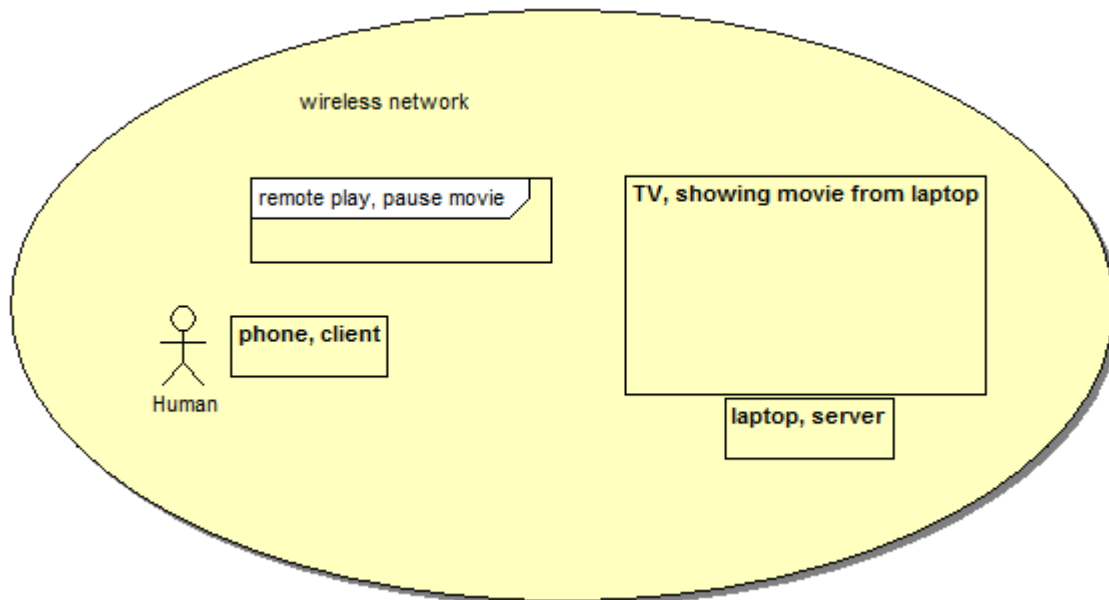 wireless network
remote play, pause movie
TV, showing movie from laptop
phone, client
Human
laptop, server